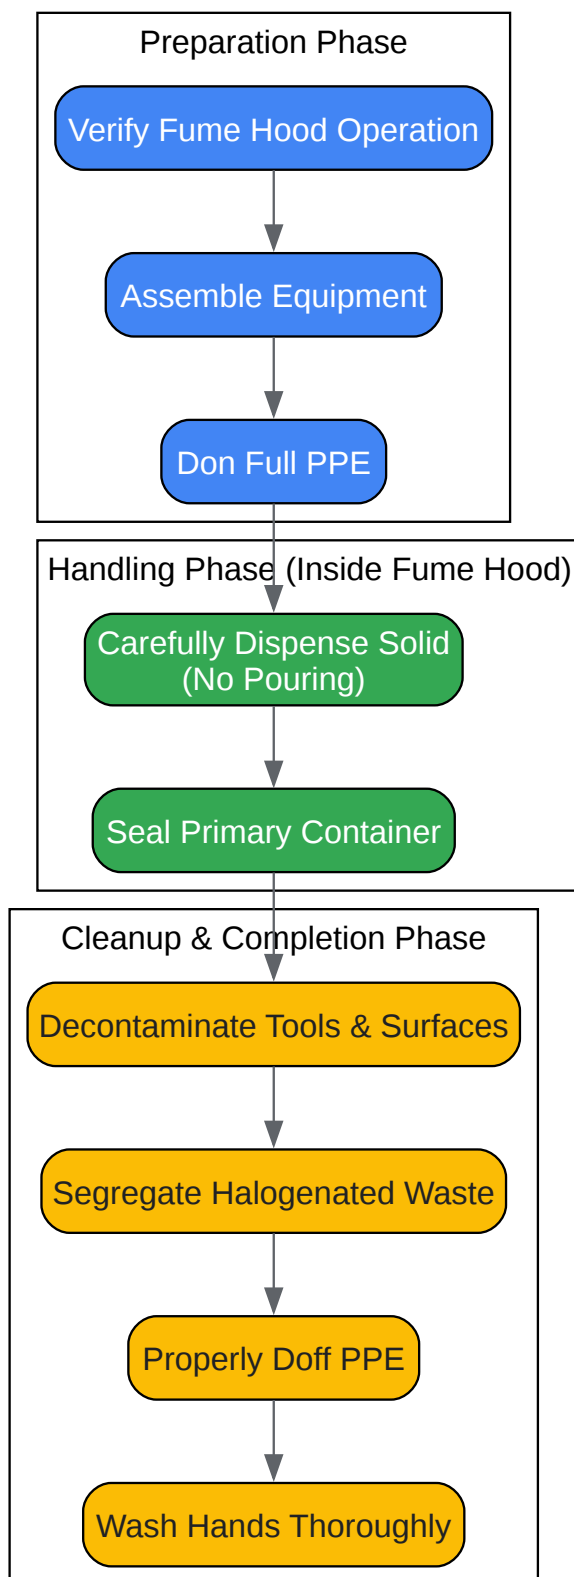 Preparation Phase
Verify Fume Hood Operation
Assemble Equipment
Don Full PPE
Handling Phase (Inside Fume Hood)
Carefully Dispense Solid
(No Pouring)
Seal Primary Container
Cleanup & Completion Phase
Decontaminate Tools & Surfaces
Segregate Halogenated Waste
Properly Doff PPE
Wash Hands Thoroughly